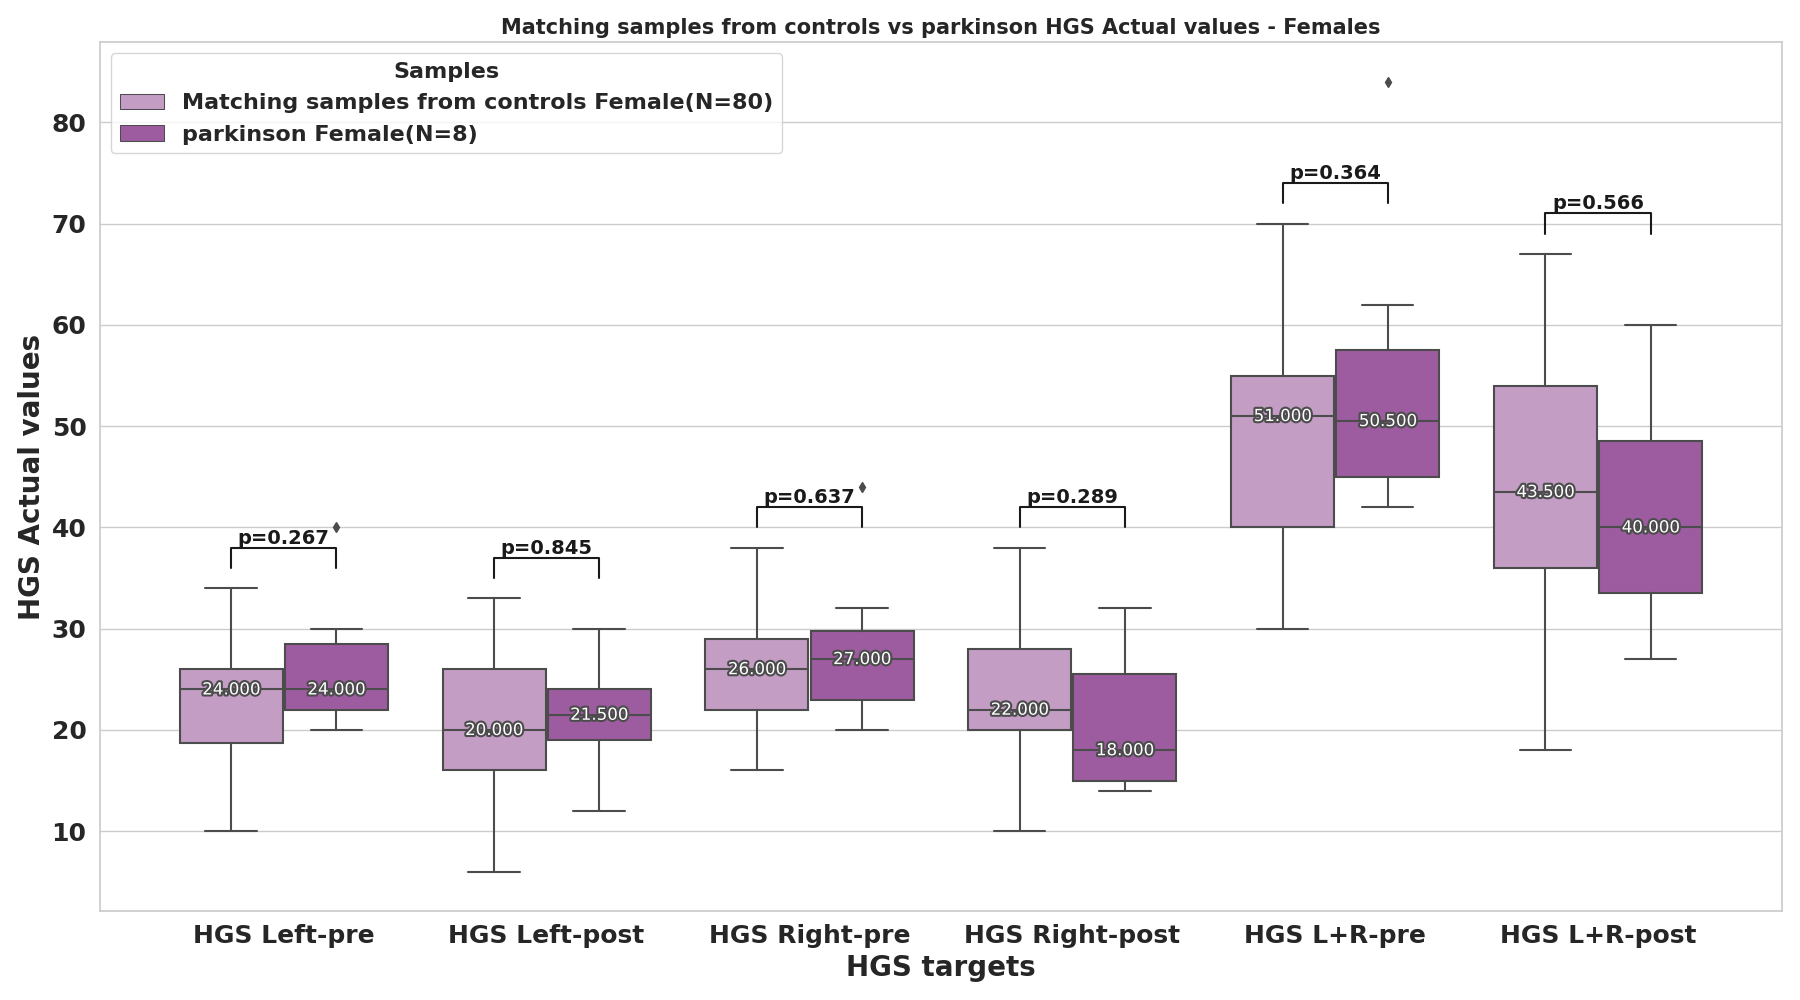 Matching samples from controls vs parkinson HGS Actual values - Females
Samples
Matching samples from controls Female(N=80)
parkinson Female(N=8)
HGS Actual values
80
70
60
50
40
30
20
10
p=0.267
p=0.845
p=0.637
p=0.289
p=0.364
p=0.566
24.000
24.000
20.000
21.500
26.000
27.000
22.000
18.000
51.000
50.500
43.500
40.000
HGS Left-pre
HGS Left-post
HGS Right-pre
HGS Right-post
HGS L+R-pre
HGS L+R-post
HGS targets